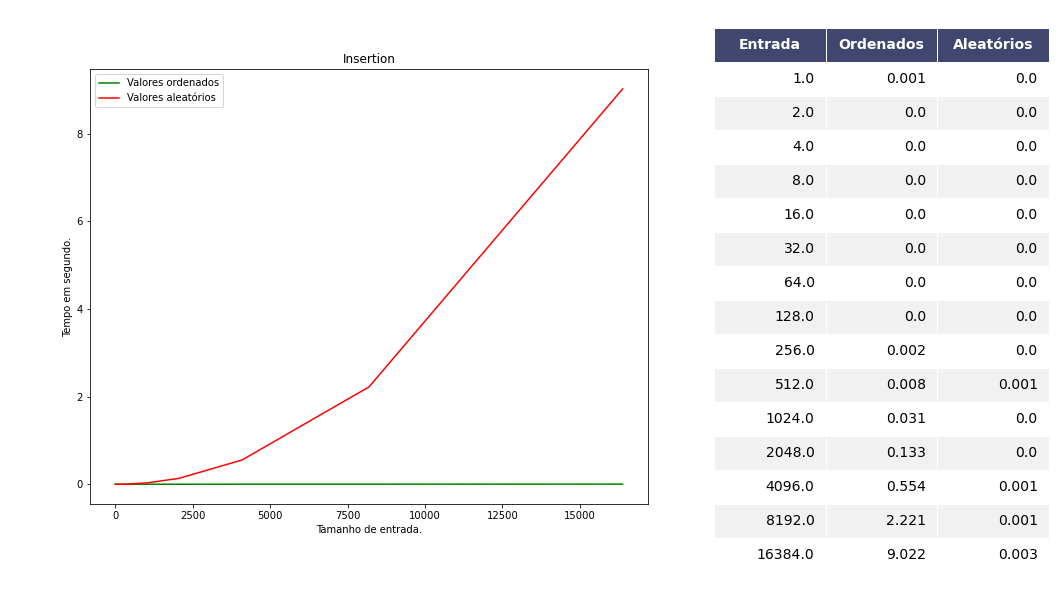 Insertion
Valores ordenados
Valores aleatórios
8
6
4
2
0
Tempo em segundo.
0 2500 5000 7500 10000 12500 15000
Tamanho de entrada.
Entrada Ordenados Aleatórios
1.0 0.001 0.0
2.0 0.0 0.0
4.0 0.0 0.0
8.0 0.0 0.0
16.0 0.0 0.0
32.0 0.0 0.0
64.0 0.0 0.0
128.0 0.0 0.0
256.0 0.002 0.0
512.0 0.008 0.001
1024.0 0.031 0.0
2048.0 0.133 0.0
4096.0 0.554 0.001
8192.0 2.221 0.001
16384.0 9.022 0.003